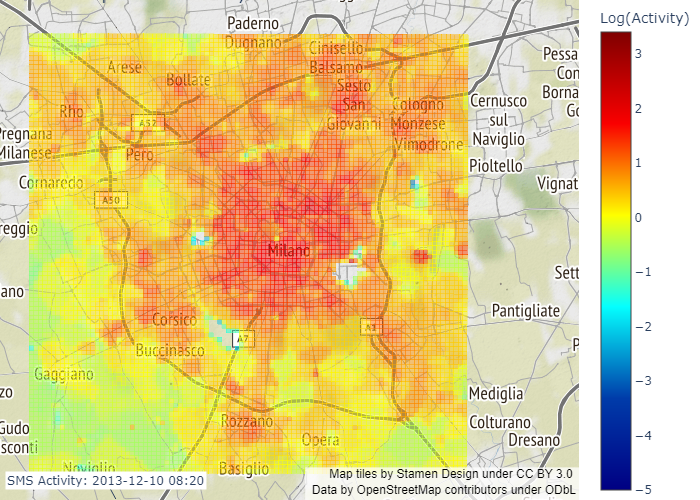 Log(Activity)
3
2
1
0
−1
−2
−3
−4
−5
Paderno
Dugnano
Cinisello
Balsamo
Pessa
Con
Borna
Go
Arese
Bollate
Sesto
San
Giovanni
Cologno
Monzese
Cernusco
sul
Naviglio
Rho
A52
Vimodrone
Pregnana
Milanese
Pero
Pioltello
Cornaredo
Vignat
A50
reggio
Milano
Sett
ano
Pantigliate
Corsico
A1
A7
Buccinasco
P
Gaggiano
zo
Mediglia
Rozzano
Colturano
Gudo
sconti
Opera
Dresano
Noviglio
Basiglio
SMS Activity: 2013-12-10 08:20
Map tiles by Stamen Design under CC BY 3.0
Data by OpenStreetMap contributors under ODbL